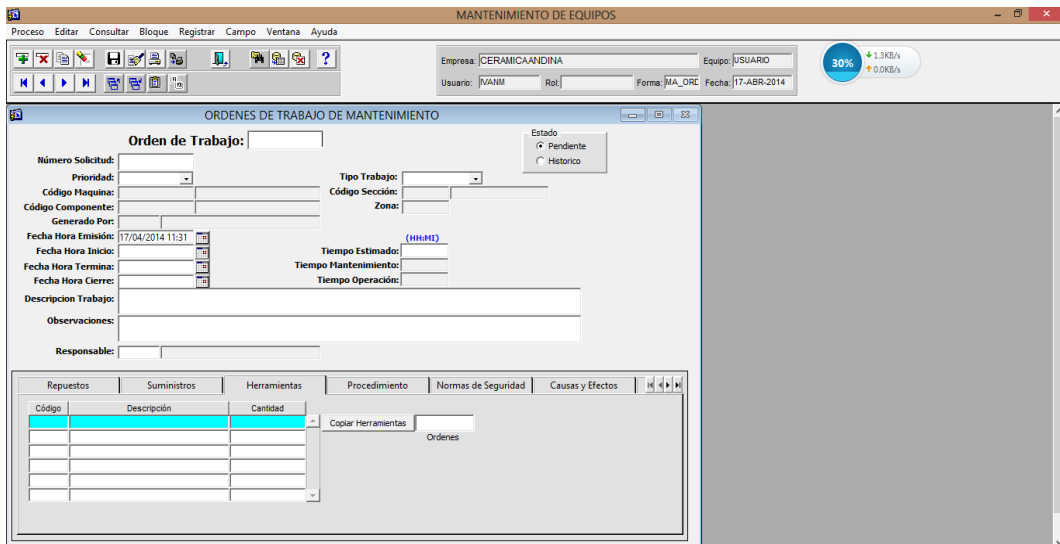 MANTENIMIENTO DE EQUIPOS
Proceso Editar Consultar Bloque Registrar Campo Ventana Ayuda
Empresa: CERAMICAANDINA Equipo: USUARIO
Usuario: IVANM Rol: Forma: MA_ORD Fecha: 17-ABR-2014
30% 1.3KB/s
0.0KB/s
ORDENES DE TRABAJO DE MANTENIMIENTO
Orden de Trabajo:
Estado
Pendiente
Historico
Número Solicitud:
Prioridad: Tipo Trabajo:
Código Maquina: Código Sección:
Código Componente: Zona:
Generado Por:
Fecha Hora Emisión: 17/04/2014 11:31 (HH:MI)
Fecha Hora Inicio: Tiempo Estimado:
Fecha Hora Termina: Tiempo Mantenimiento:
Fecha Hora Cierre: Tiempo Operación:
Descripcion Trabajo:
Observaciones:
Responsable:
Repuestos Suministros Herramientas Procedimiento Normas de Seguridad Causas y Efectos
Código Descripción Cantidad
Copiar Herramientas
Ordenes